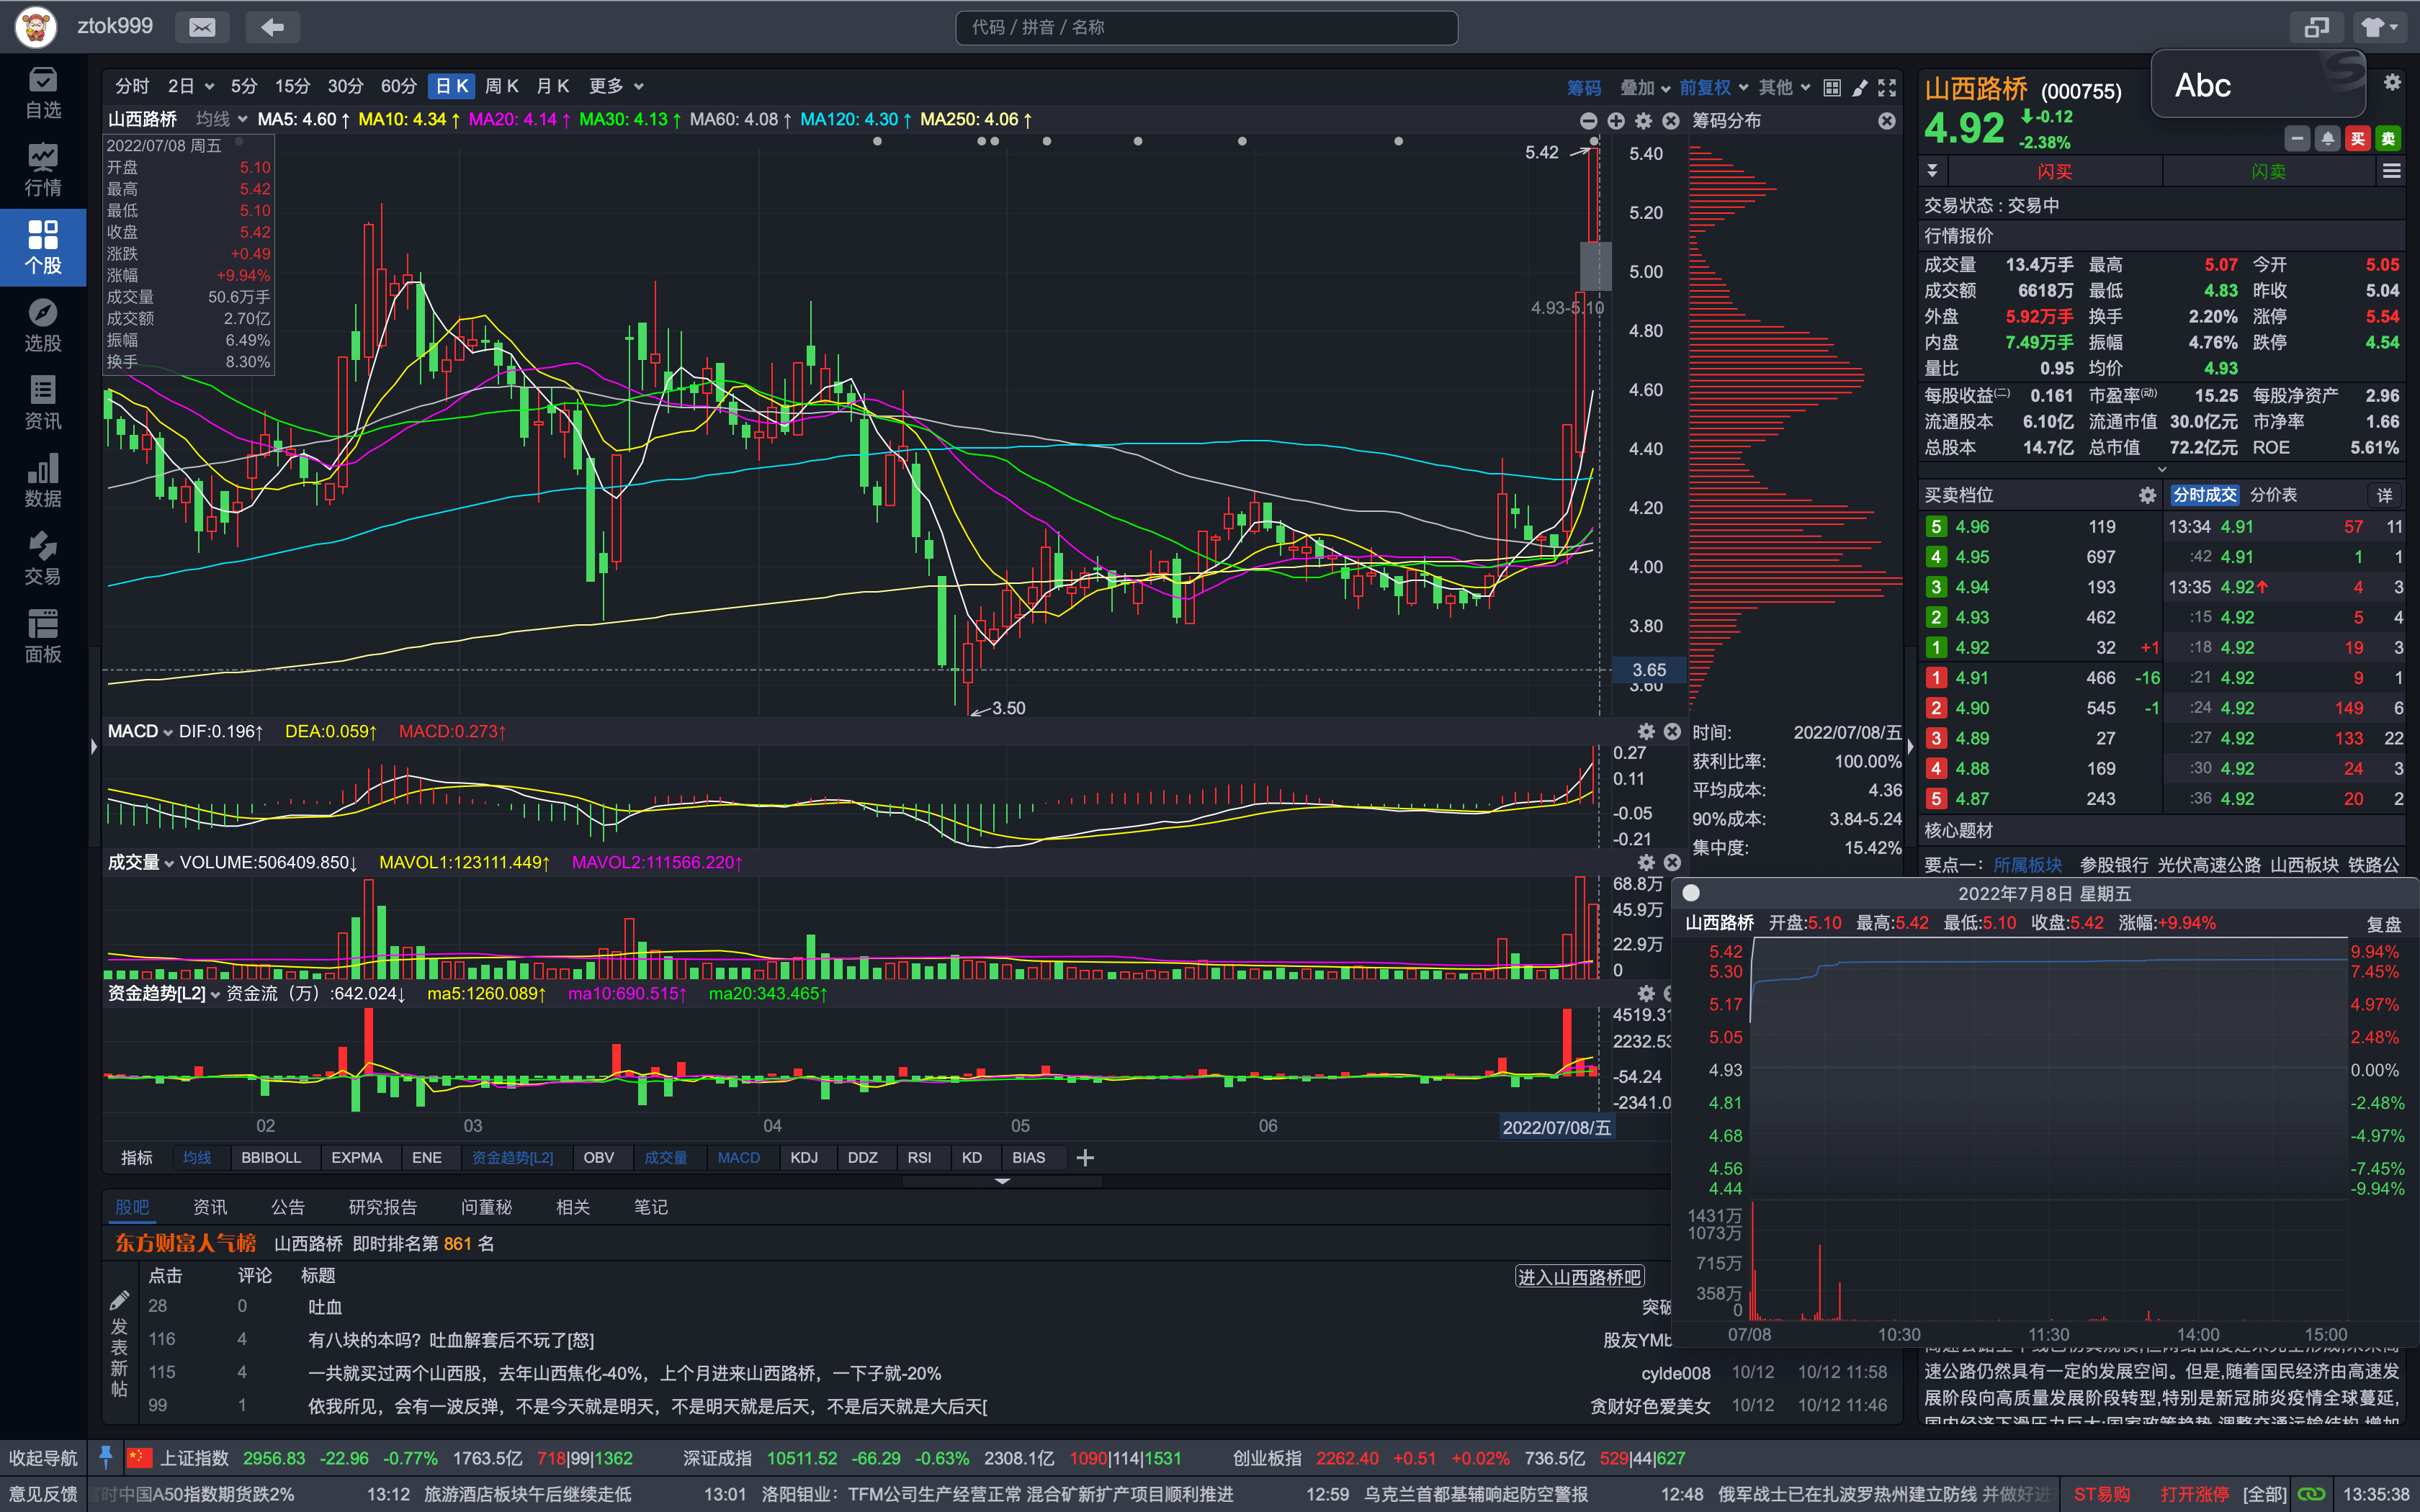 ztok999
代码 / 拼音 / 名称
Abc
自选
行情
个股
选股
资讯
数据
交易
面板
收起导航
意见反馈
分时 2日 5分 15分 30分 60分 日K 周K 月K 更多
筹码 叠加 前复权 其他
山西路桥 均线 MA5: 4.60↑ MA10: 4.34↑ MA20: 4.14↑ MA30: 4.13↑ MA60: 4.08↑ MA120: 4.30↑ MA250: 4.06↑
筹码分布
2022/07/08 周五
开盘 5.10
最高 5.42
最低 5.10
收盘 5.42
涨跌 +0.49
涨幅 +9.94%
成交量 50.6万手
成交额 2.70亿
振幅 6.49%
换手 8.30%
5.42
4.93-5.10
3.50
5.40
5.20
5.00
4.80
4.60
4.40
4.20
4.00
3.80
3.65
3.60
MACD DIF:0.196↑ DEA:0.059↑ MACD:0.273↑
0.27
0.11
-0.05
-0.21
成交量 VOLUME:506409.850↓ MAVOL1:123111.449↑ MAVOL2:111566.220↑
68.8万
45.9万
22.9万
0
资金趋势[L2] 资金流（万）:642.024↓ ma5:1260.089↑ ma10:690.515↑ ma20:343.465↑
4519.31
2232.53
-54.24
-2341.0
02 03 04 05 06 2022/07/08/五
指标 均线 BBIBOLL EXPMA ENE 资金趋势[L2] OBV 成交量 MACD KDJ DDZ RSI KD BIAS
时间: 2022/07/08/五
获利比率: 100.00%
平均成本: 4.36
90%成本: 3.84-5.24
集中度: 15.42%
股吧 资讯 公告 研究报告 问董秘 相关 笔记
东方财富人气榜 山西路桥 即时排名第 861 名
点击 评论 标题
进入山西路桥吧
发表新帖
28 0 吐血 突破
116 4 有八块的本吗？吐血解套后不玩了[怒] 股友YMb
115 4 一共就买过两个山西股，去年山西焦化-40%，上个月进来山西路桥，一下子就-20% cylde008 10/12 10/12 11:58
99 1 依我所见，会有一波反弹，不是今天就是明天，不是明天就是后天，不是后天就是大后天[ 贪财好色爱美女 10/12 10/12 11:46
山西路桥 (000755)
4.92 -0.12
-2.38%
买 卖
闪买 闪卖
交易状态 : 交易中
行情报价
成交量 13.4万手 最高 5.07 今开 5.05
成交额 6618万 最低 4.83 昨收 5.04
外盘 5.92万手 换手 2.20% 涨停 5.54
内盘 7.49万手 振幅 4.76% 跌停 4.54
量比 0.95 均价 4.93
每股收益(二) 0.161 市盈率(动) 15.25 每股净资产 2.96
流通股本 6.10亿 流通市值 30.0亿元 市净率 1.66
总股本 14.7亿 总市值 72.2亿元 ROE 5.61%
买卖档位
5 4.96 119
4 4.95 697
3 4.94 193
2 4.93 462
1 4.92 32 +1
1 4.91 466 -16
2 4.90 545 -1
3 4.89 27
4 4.88 169
5 4.87 243
分时成交 分价表 详
13:34 4.91 57 11
:42 4.91 1 1
13:35 4.92↑ 4 3
:15 4.92 5 4
:18 4.92 19 3
:21 4.92 9 1
:24 4.92 149 6
:27 4.92 133 22
:30 4.92 24 3
:36 4.92 20 2
核心题材
要点一： 所属板块 参股银行 光伏高速公路 山西板块 铁路公
2022年7月8日 星期五
山西路桥 开盘:5.10 最高:5.42 最低:5.10 收盘:5.42 涨幅:+9.94% 复盘
5.42 9.94%
5.30 7.45%
5.17 4.97%
5.05 2.48%
4.93 0.00%
4.81 -2.48%
4.68 -4.97%
4.56 -7.45%
4.44 -9.94%
1431万
1073万
715万
358万
0
07/08 10:30 11:30 14:00 15:00
速公路仍然具有一定的发展空间。但是,随着国民经济由高速发
展阶段向高质量发展阶段转型,特别是新冠肺炎疫情全球蔓延,
上证指数 2956.83 -22.96 -0.77% 1763.5亿 718|99|1362 深证成指 10511.52 -66.29 -0.63% 2308.1亿 1090|114|1531 创业板指 2262.40 +0.51 +0.02% 736.5亿 529|44|627
时中国A50指数期货跌2% 13:12 旅游酒店板块午后继续走低 13:01 洛阳钼业：TFM公司生产经营正常 混合矿新扩产项目顺利推进 12:59 乌克兰首都基辅响起防空警报 12:48 俄军战士已在扎波罗热州建立防线 并做好进 ST易购 打开涨停 [全部] 13:35:38